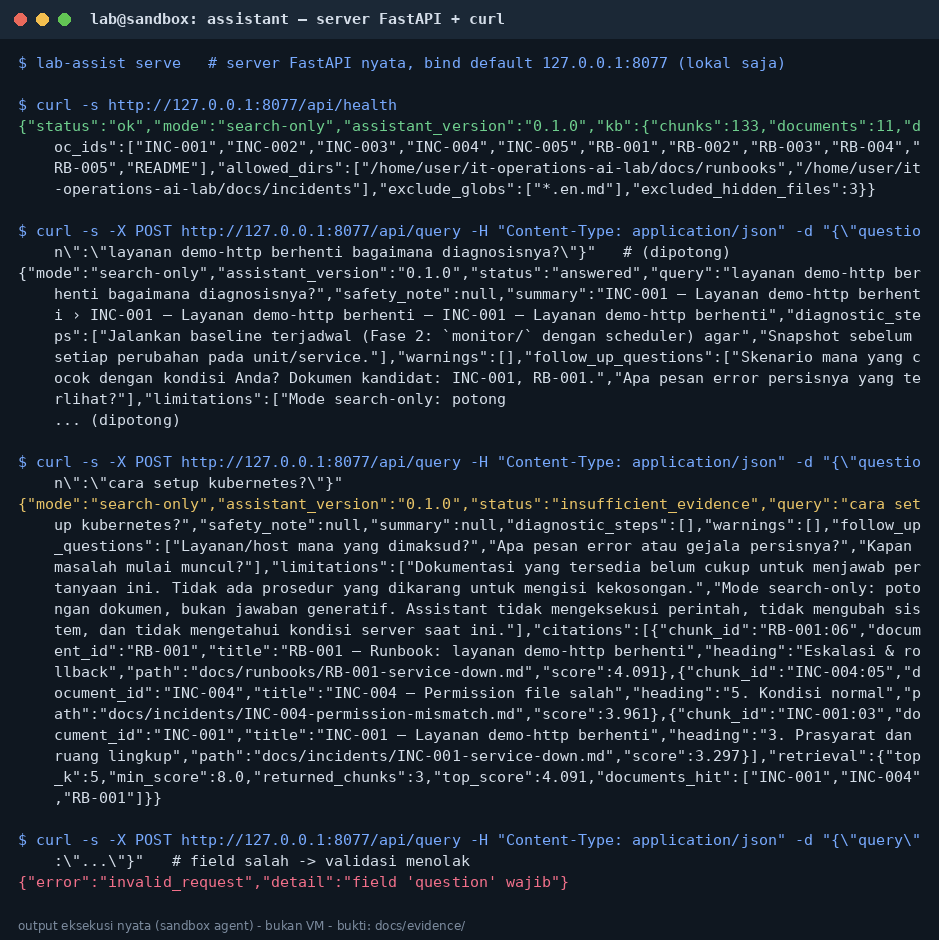 lab@sandbox: assistant — server FastAPI + curl
$ lab-assist serve   # server FastAPI nyata, bind default 127.0.0.1:8077 (lokal saja)
$ curl -s http://127.0.0.1:8077/api/health
{"status":"ok","mode":"search-only","assistant_version":"0.1.0","kb":{"chunks":133,"documents":11,"d
oc_ids":["INC-001","INC-002","INC-003","INC-004","INC-005","RB-001","RB-002","RB-003","RB-004","
RB-005","README"],"allowed_dirs":["/home/user/it-operations-ai-lab/docs/runbooks","/home/user/it
-operations-ai-lab/docs/incidents"],"exclude_globs":["*.en.md"],"excluded_hidden_files":3}}
$ curl -s -X POST http://127.0.0.1:8077/api/query -H "Content-Type: application/json" -d "{\"questio
n\":\"layanan demo-http berhenti bagaimana diagnosisnya?\"}"   # (dipotong)
{"mode":"search-only","assistant_version":"0.1.0","status":"answered","query":"layanan demo-http ber
henti bagaimana diagnosisnya?","safety_note":null,"summary":"INC-001 — Layanan demo-http berhent
i › INC-001 — Layanan demo-http berhenti — INC-001 — Layanan demo-http berhenti","diagnostic_ste
ps":["Jalankan baseline terjadwal (Fase 2: `monitor/` dengan scheduler) agar","Snapshot sebelum
setiap perubahan pada unit/service."],"warnings":[],"follow_up_questions":["Skenario mana yang c
ocok dengan kondisi Anda? Dokumen kandidat: INC-001, RB-001.","Apa pesan error persisnya yang te
rlihat?"],"limitations":["Mode search-only: potong
... (dipotong)
$ curl -s -X POST http://127.0.0.1:8077/api/query -H "Content-Type: application/json" -d "{\"questio
n\":\"cara setup kubernetes?\"}"
{"mode":"search-only","assistant_version":"0.1.0","status":"insufficient_evidence","query":"cara set
up kubernetes?","safety_note":null,"summary":null,"diagnostic_steps":[],"warnings":[],"follow_up
_questions":["Layanan/host mana yang dimaksud?","Apa pesan error atau gejala persisnya?","Kapan
masalah mulai muncul?"],"limitations":["Dokumentasi yang tersedia belum cukup untuk menjawab per
tanyaan ini. Tidak ada prosedur yang dikarang untuk mengisi kekosongan.","Mode search-only: poto
ngan dokumen, bukan jawaban generatif. Assistant tidak mengeksekusi perintah, tidak mengubah sis
tem, dan tidak mengetahui kondisi server saat ini."],"citations":[{"chunk_id":"RB-001:06","docum
ent_id":"RB-001","title":"RB-001 — Runbook: layanan demo-http berhenti","heading":"Eskalasi & ro
llback","path":"docs/runbooks/RB-001-service-down.md","score":4.091},{"chunk_id":"INC-004:05","d
ocument_id":"INC-004","title":"INC-004 — Permission file salah","heading":"5. Kondisi normal","p
ath":"docs/incidents/INC-004-permission-mismatch.md","score":3.961},{"chunk_id":"INC-001:03","do
cument_id":"INC-001","title":"INC-001 — Layanan demo-http berhenti","heading":"3. Prasyarat dan
ruang lingkup","path":"docs/incidents/INC-001-service-down.md","score":3.297}],"retrieval":{"top
_k":5,"min_score":8.0,"returned_chunks":3,"top_score":4.091,"documents_hit":["INC-001","INC-004"
,"RB-001"]}}
$ curl -s -X POST http://127.0.0.1:8077/api/query -H "Content-Type: application/json" -d "{\"query\"
:\"...\"}"   # field salah -> validasi menolak
{"error":"invalid_request","detail":"field 'question' wajib"}
output eksekusi nyata (sandbox agent) - bukan VM - bukti: docs/evidence/